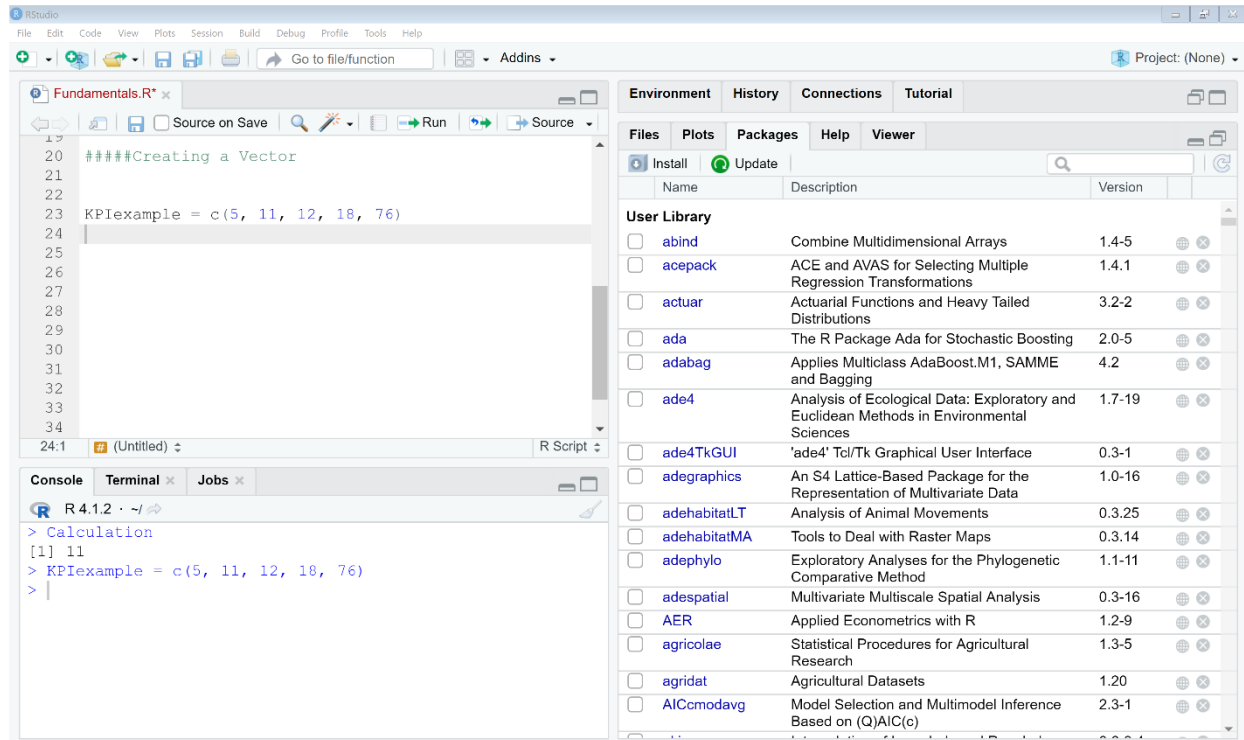 RStudio
File Edit Code View Plots Session Build Debug Profile Tools Help
Go to file/function Addins Project: (None)
Fundamentals.R*
Source on Save Run Source
19
20 #####Creating a Vector
21
22
23 KPIexample = c(5, 11, 12, 18, 76)
24
25
26
27
28
29
30
31
32
33
34
24:1 (Untitled) R Script
Console Terminal Jobs
R 4.1.2 · ~/
> Calculation
[1] 11
> KPIexample = c(5, 11, 12, 18, 76)
>
Environment History Connections Tutorial
Files Plots Packages Help Viewer
Install Update
Name Description Version
User Library
abind Combine Multidimensional Arrays 1.4-5
acepack ACE and AVAS for Selecting Multiple 1.4.1
Regression Transformations
actuar Actuarial Functions and Heavy Tailed 3.2-2
Distributions
ada The R Package Ada for Stochastic Boosting 2.0-5
adabag Applies Multiclass AdaBoost.M1, SAMME 4.2
and Bagging
ade4 Analysis of Ecological Data: Exploratory and 1.7-19
Euclidean Methods in Environmental
Sciences
ade4TkGUI 'ade4' Tcl/Tk Graphical User Interface 0.3-1
adegraphics An S4 Lattice-Based Package for the 1.0-16
Representation of Multivariate Data
adehabitatLT Analysis of Animal Movements 0.3.25
adehabitatMA Tools to Deal with Raster Maps 0.3.14
adephylo Exploratory Analyses for the Phylogenetic 1.1-11
Comparative Method
adespatial Multivariate Multiscale Spatial Analysis 0.3-16
AER Applied Econometrics with R 1.2-9
agricolae Statistical Procedures for Agricultural 1.3-5
Research
agridat Agricultural Datasets 1.20
AICcmodavg Model Selection and Multimodel Inference 2.3-1
Based on (Q)AIC(c)